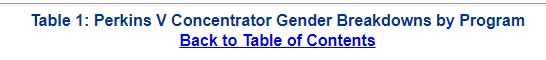 Table 1: Perkins V Concentrator Gender Breakdowns by Program
Back to Table of Contents